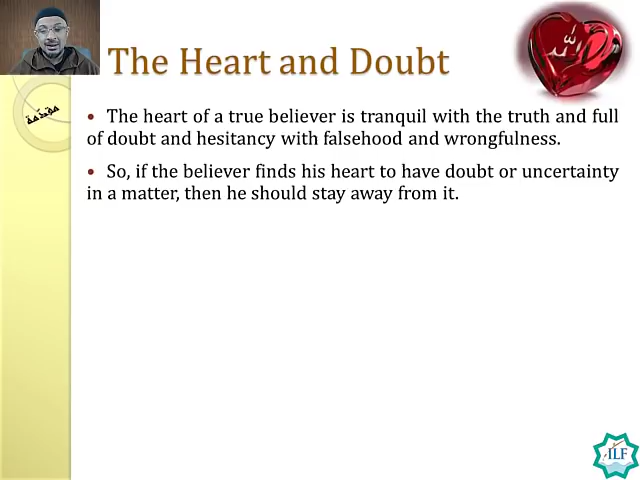 The Heart and Doubt
الله
مقدمة
• The heart of a true believer is tranquil with the truth and full
of doubt and hesitancy with falsehood and wrongfulness.
• So, if the believer finds his heart to have doubt or uncertainty
in a matter, then he should stay away from it.
ILF